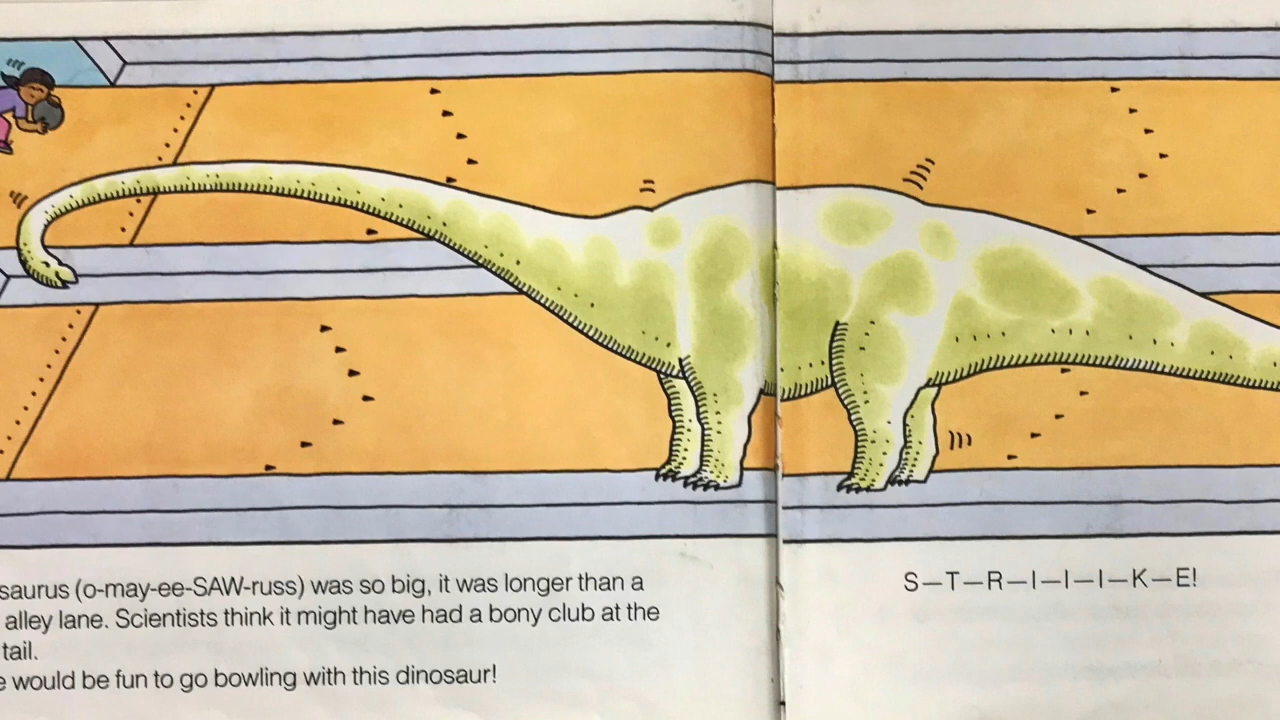 saurus (o-may-ee-SAW-russ) was so big, it was longer than a
alley lane. Scientists think it might have had a bony club at the
tail.
would be fun to go bowling with this dinosaur!
S–T–R–I–I–I–K–E!